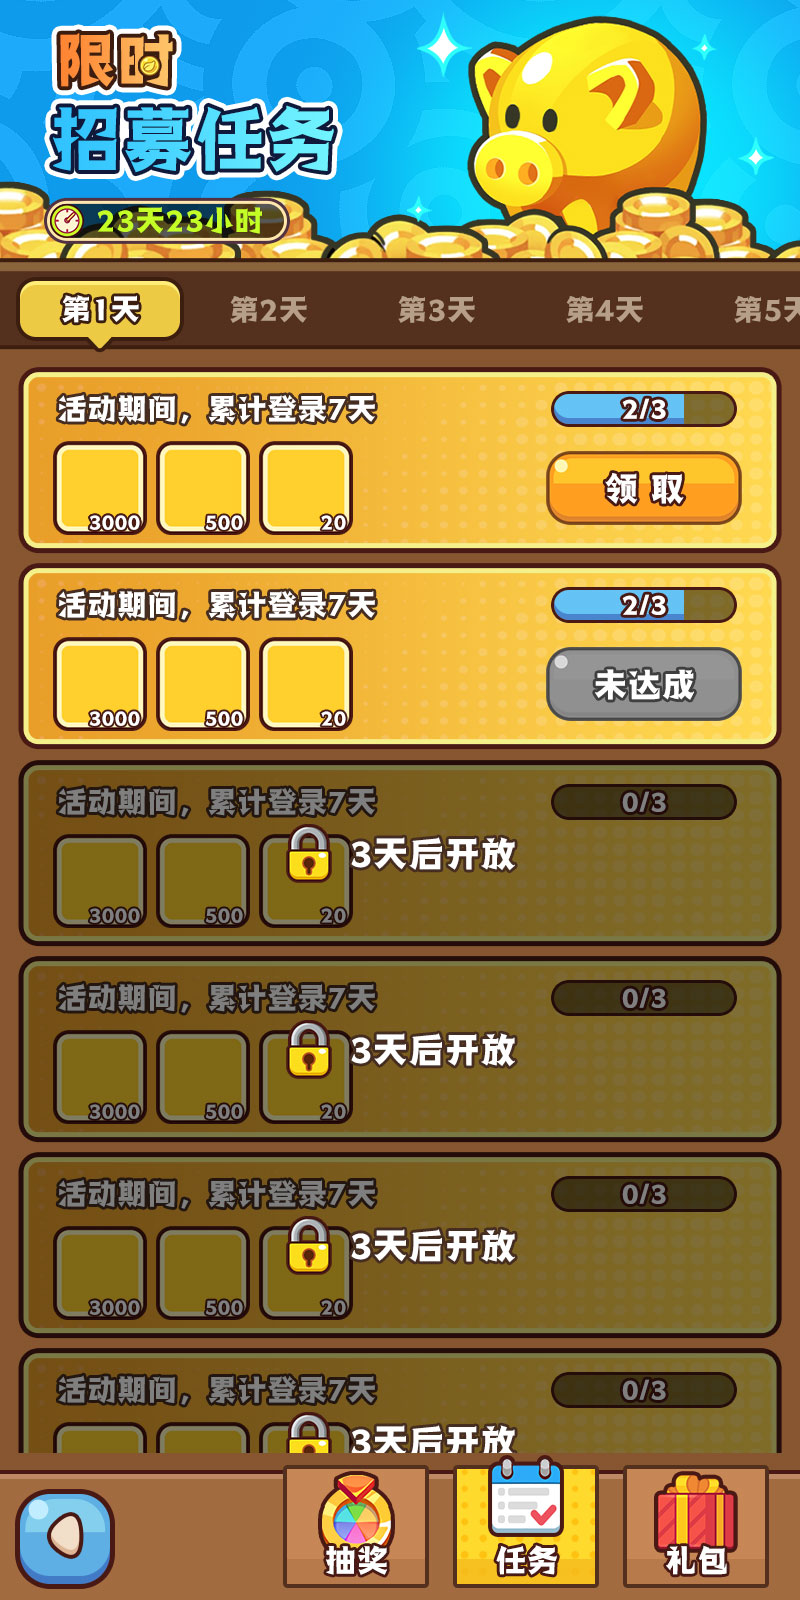 限时
招募任务
23天23小时
第1天 第2天 第3天 第4天 第5天
活动期间，累计登录7天 2/3
3000 500 20 领取
活动期间，累计登录7天 2/3
3000 500 20 未达成
活动期间，累计登录7天 0/3
3000 500 20 3天后开放
活动期间，累计登录7天 0/3
3000 500 20 3天后开放
活动期间，累计登录7天 0/3
3000 500 20 3天后开放
活动期间，累计登录7天 0/3
3天后开放
抽奖 任务 礼包